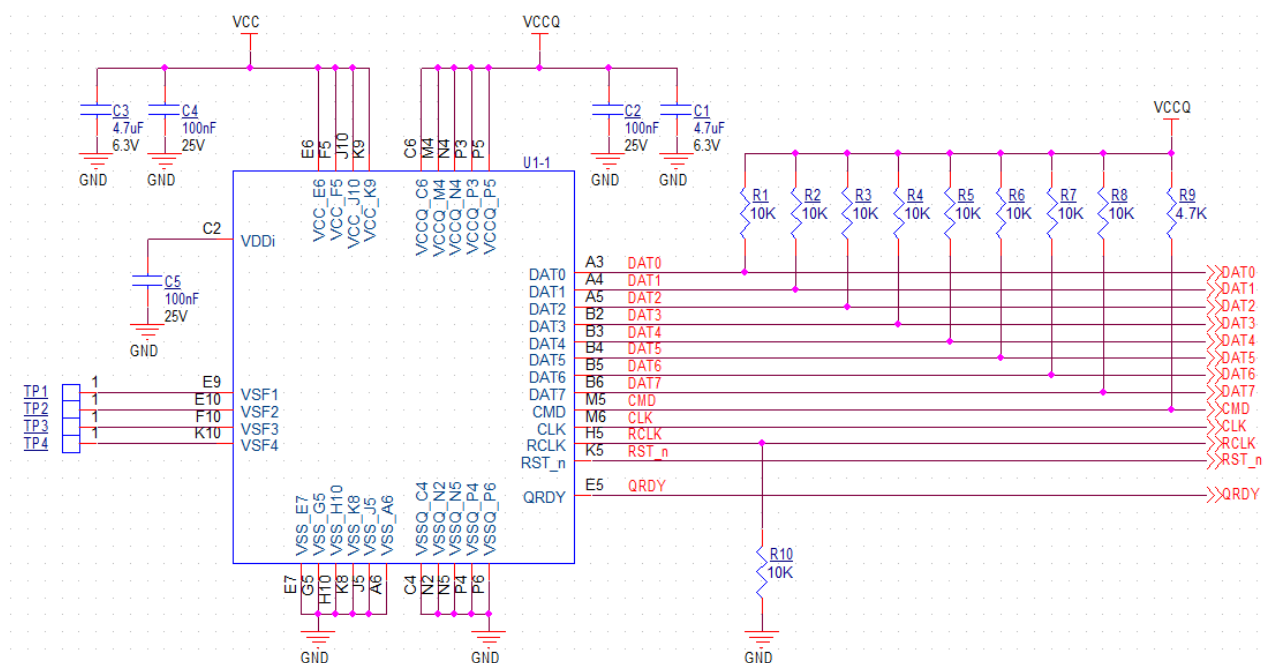 VCC
VCCQ
C3
4.7uF
6.3V
C4
100nF
25V
C2
100nF
25V
C1
4.7uF
6.3V
GND
GND
GND
GND
E6
F5
J10
K9
C6
M4
N4
P3
P5
U1-1
VCC_E6
VCC_F5
VCC_J10
VCC_K9
VCCQ_C6
VCCQ_M4
VCCQ_N4
VCCQ_P3
VCCQ_P5
VCCQ
R1
10K
R2
10K
R3
10K
R4
10K
R5
10K
R6
10K
R7
10K
R8
10K
R9
4.7K
C2
VDDi
C5
100nF
25V
GND
DAT0 A3 DAT0 DAT0
DAT1 A4 DAT1 DAT1
DAT2 A5 DAT2 DAT2
DAT3 B2 DAT3 DAT3
DAT4 B3 DAT4 DAT4
DAT5 B4 DAT5 DAT5
DAT6 B5 DAT6 DAT6
DAT7 B6 DAT7 DAT7
CMD M5 CMD CMD
CLK M6 CLK CLK
RCLK H5 RCLK RCLK
RST_n K5 RST_n RST_n
QRDY E5 QRDY QRDY
TP1 1 E9 VSF1
TP2 1 E10 VSF2
TP3 1 F10 VSF3
TP4 1 K10 VSF4
VSS_E7
VSS_G5
VSS_H10
VSS_K8
VSS_J5
VSS_A6
VSSQ_C4
VSSQ_N2
VSSQ_N5
VSSQ_P4
VSSQ_P6
E7
G5
H10
K8
J5
A6
C4
N2
N5
P4
P6
R10
10K
GND
GND
GND